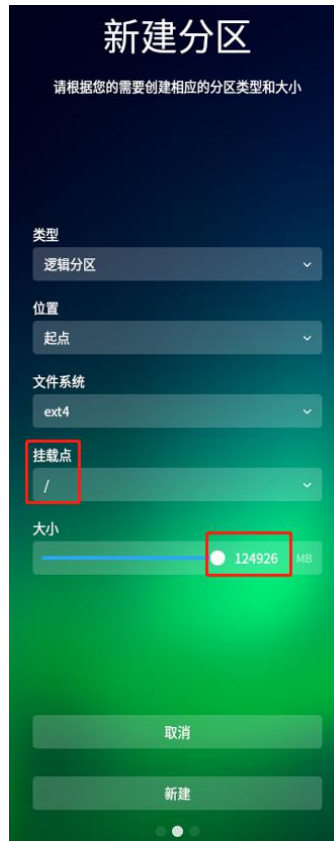 新建分区
请根据您的需要创建相应的分区类型和大小
类型
逻辑分区
位置
起点
文件系统
ext4
挂载点
/
大小
124926 MB
取消
新建